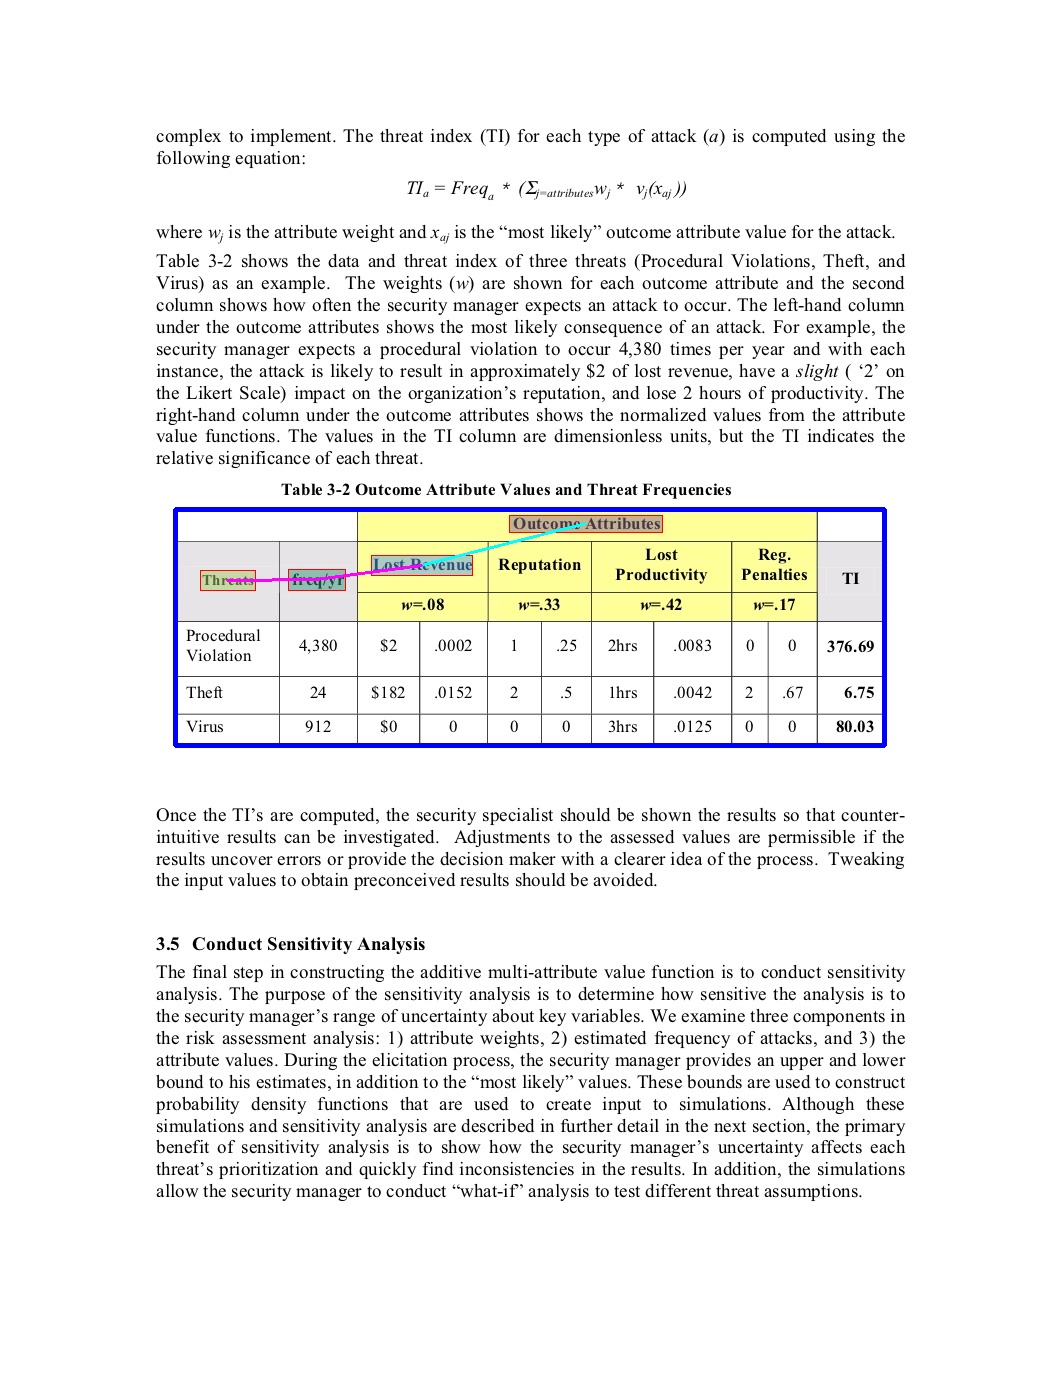 complex to implement. The threat index (TI) for each type of attack (a) is computed using the
following equation:
TIa = Freqa * (Σj=attributes wj * vj(xaj))
where wj is the attribute weight and xaj is the “most likely” outcome attribute value for the attack.
Table 3-2 shows the data and threat index of three threats (Procedural Violations, Theft, and
Virus) as an example. The weights (w) are shown for each outcome attribute and the second
column shows how often the security manager expects an attack to occur. The left-hand column
under the outcome attributes shows the most likely consequence of an attack. For example, the
security manager expects a procedural violation to occur 4,380 times per year and with each
instance, the attack is likely to result in approximately $2 of lost revenue, have a slight ( ‘2’ on
the Likert Scale) impact on the organization’s reputation, and lose 2 hours of productivity. The
right-hand column under the outcome attributes shows the normalized values from the attribute
value functions. The values in the TI column are dimensionless units, but the TI indicates the
relative significance of each threat.
Table 3-2 Outcome Attribute Values and Threat Frequencies
Outcome Attributes
Threats freq/yr Lost Revenue Reputation Lost Productivity Reg. Penalties TI
w=.08 w=.33 w=.42 w=.17
Procedural Violation 4,380 $2 .0002 1 .25 2hrs .0083 0 0 376.69
Theft 24 $182 .0152 2 .5 1hrs .0042 2 .67 6.75
Virus 912 $0 0 0 0 3hrs .0125 0 0 80.03
Once the TI’s are computed, the security specialist should be shown the results so that counter-
intuitive results can be investigated. Adjustments to the assessed values are permissible if the
results uncover errors or provide the decision maker with a clearer idea of the process. Tweaking
the input values to obtain preconceived results should be avoided.
3.5 Conduct Sensitivity Analysis
The final step in constructing the additive multi-attribute value function is to conduct sensitivity
analysis. The purpose of the sensitivity analysis is to determine how sensitive the analysis is to
the security manager’s range of uncertainty about key variables. We examine three components in
the risk assessment analysis: 1) attribute weights, 2) estimated frequency of attacks, and 3) the
attribute values. During the elicitation process, the security manager provides an upper and lower
bound to his estimates, in addition to the “most likely” values. These bounds are used to construct
probability density functions that are used to create input to simulations. Although these
simulations and sensitivity analysis are described in further detail in the next section, the primary
benefit of sensitivity analysis is to show how the security manager’s uncertainty affects each
threat’s prioritization and quickly find inconsistencies in the results. In addition, the simulations
allow the security manager to conduct “what-if” analysis to test different threat assumptions.